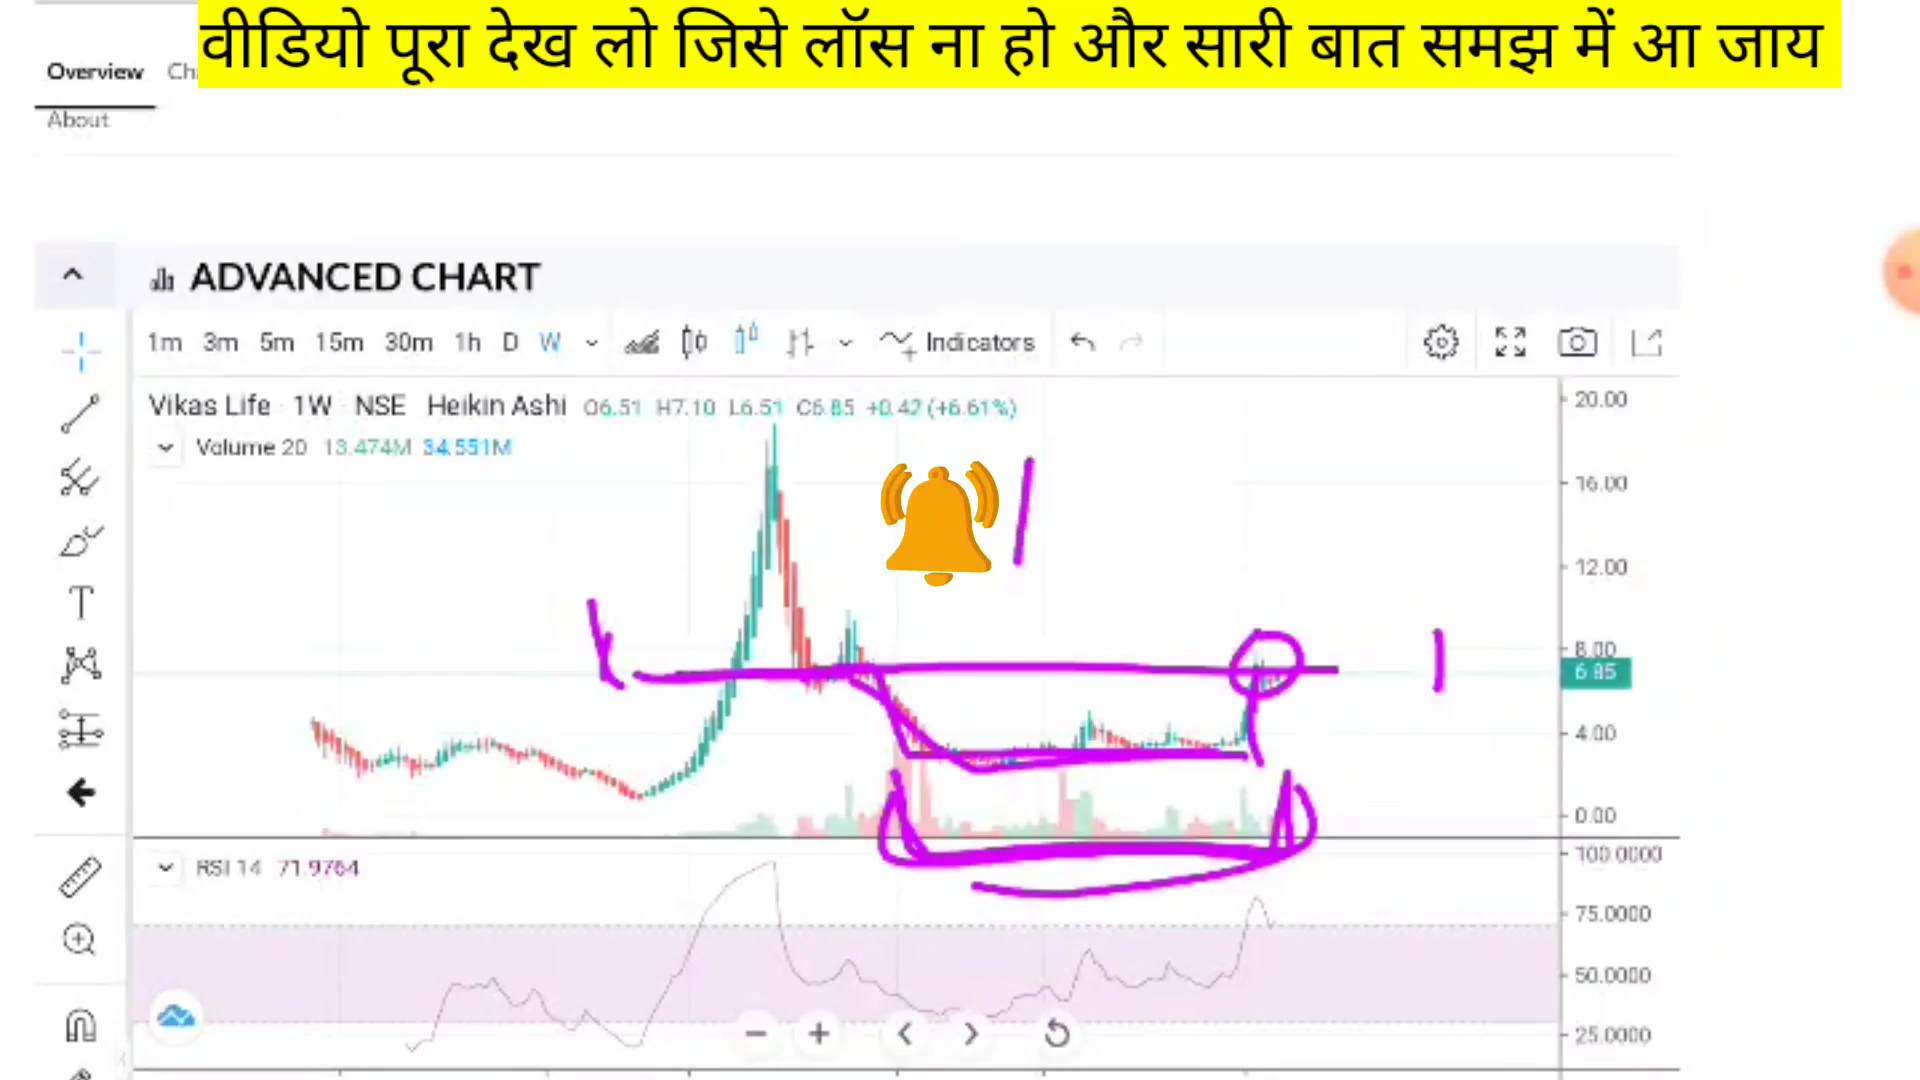 वीडियो पूरा देख लो जिसे लॉस ना हो और सारी बात समझ में आ जाय
Overview
About
ADVANCED CHART
1m 3m 5m 15m 30m 1h D W Indicators
Vikas Life 1W NSE Heikin Ashi O6.51 H7.10 L6.51 C6.85 +0.42 (+6.61%)
Volume 20 13.474M 34.551M
20.00
16.00
12.00
8.00
6.85
4.00
0.00
RSI 14 71.9764
100.0000
75.0000
50.0000
25.0000